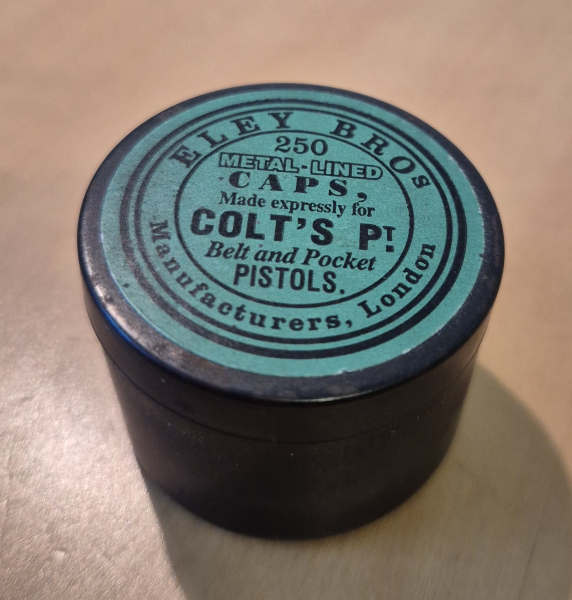 ELEY BROS
250
METAL-LINED
CAPS,
Made expressly for
COLT'S PT.
Belt and Pocket
PISTOLS.
Manufacturers, London